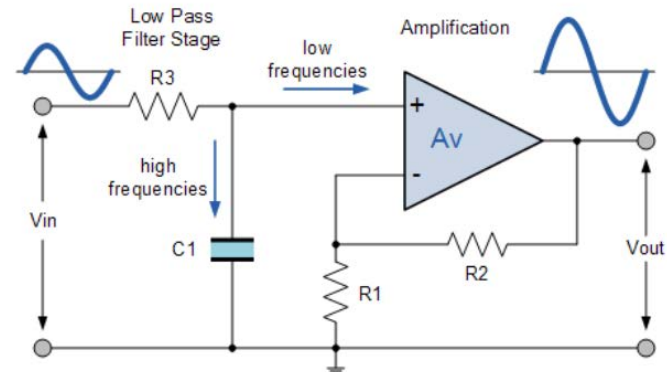 Low Pass
Filter Stage
Amplification
low
frequencies
R3
+
Av
-
high
frequencies
Vin
C1
R1
R2
Vout